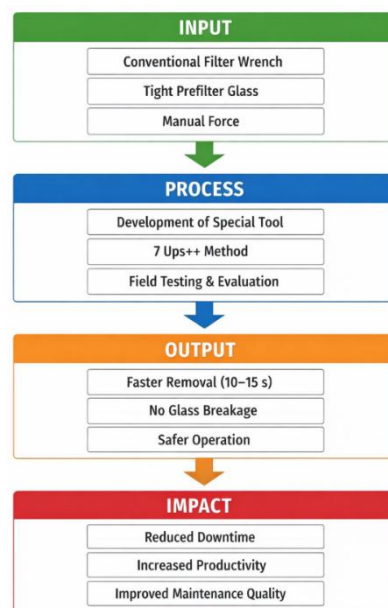 INPUT
Conventional Filter Wrench
Tight Prefilter Glass
Manual Force
PROCESS
Development of Special Tool
7 Ups++ Method
Field Testing & Evaluation
OUTPUT
Faster Removal (10–15 s)
No Glass Breakage
Safer Operation
IMPACT
Reduced Downtime
Increased Productivity
Improved Maintenance Quality